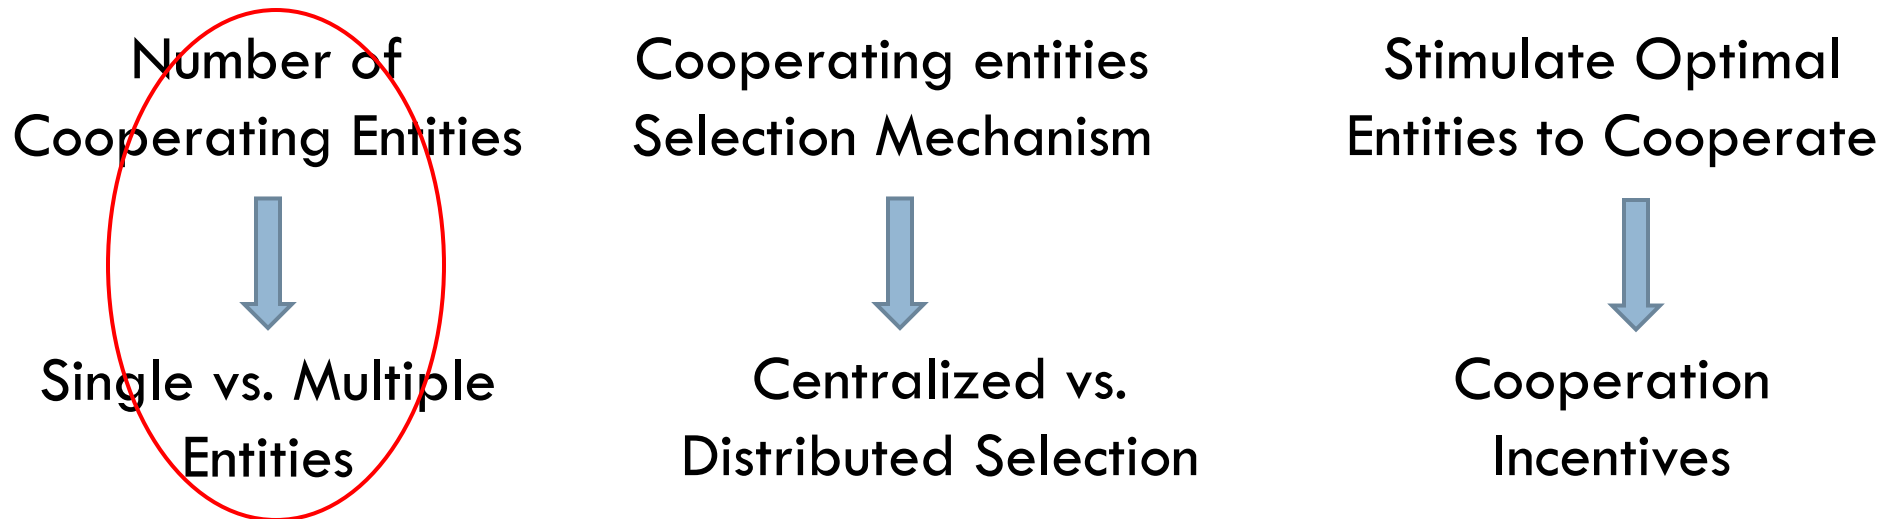 Number of
Cooperating Entities
Single vs. Multiple
Entities
Cooperating entities
Selection Mechanism
Centralized vs.
Distributed Selection
Stimulate Optimal
Entities to Cooperate
Cooperation
Incentives